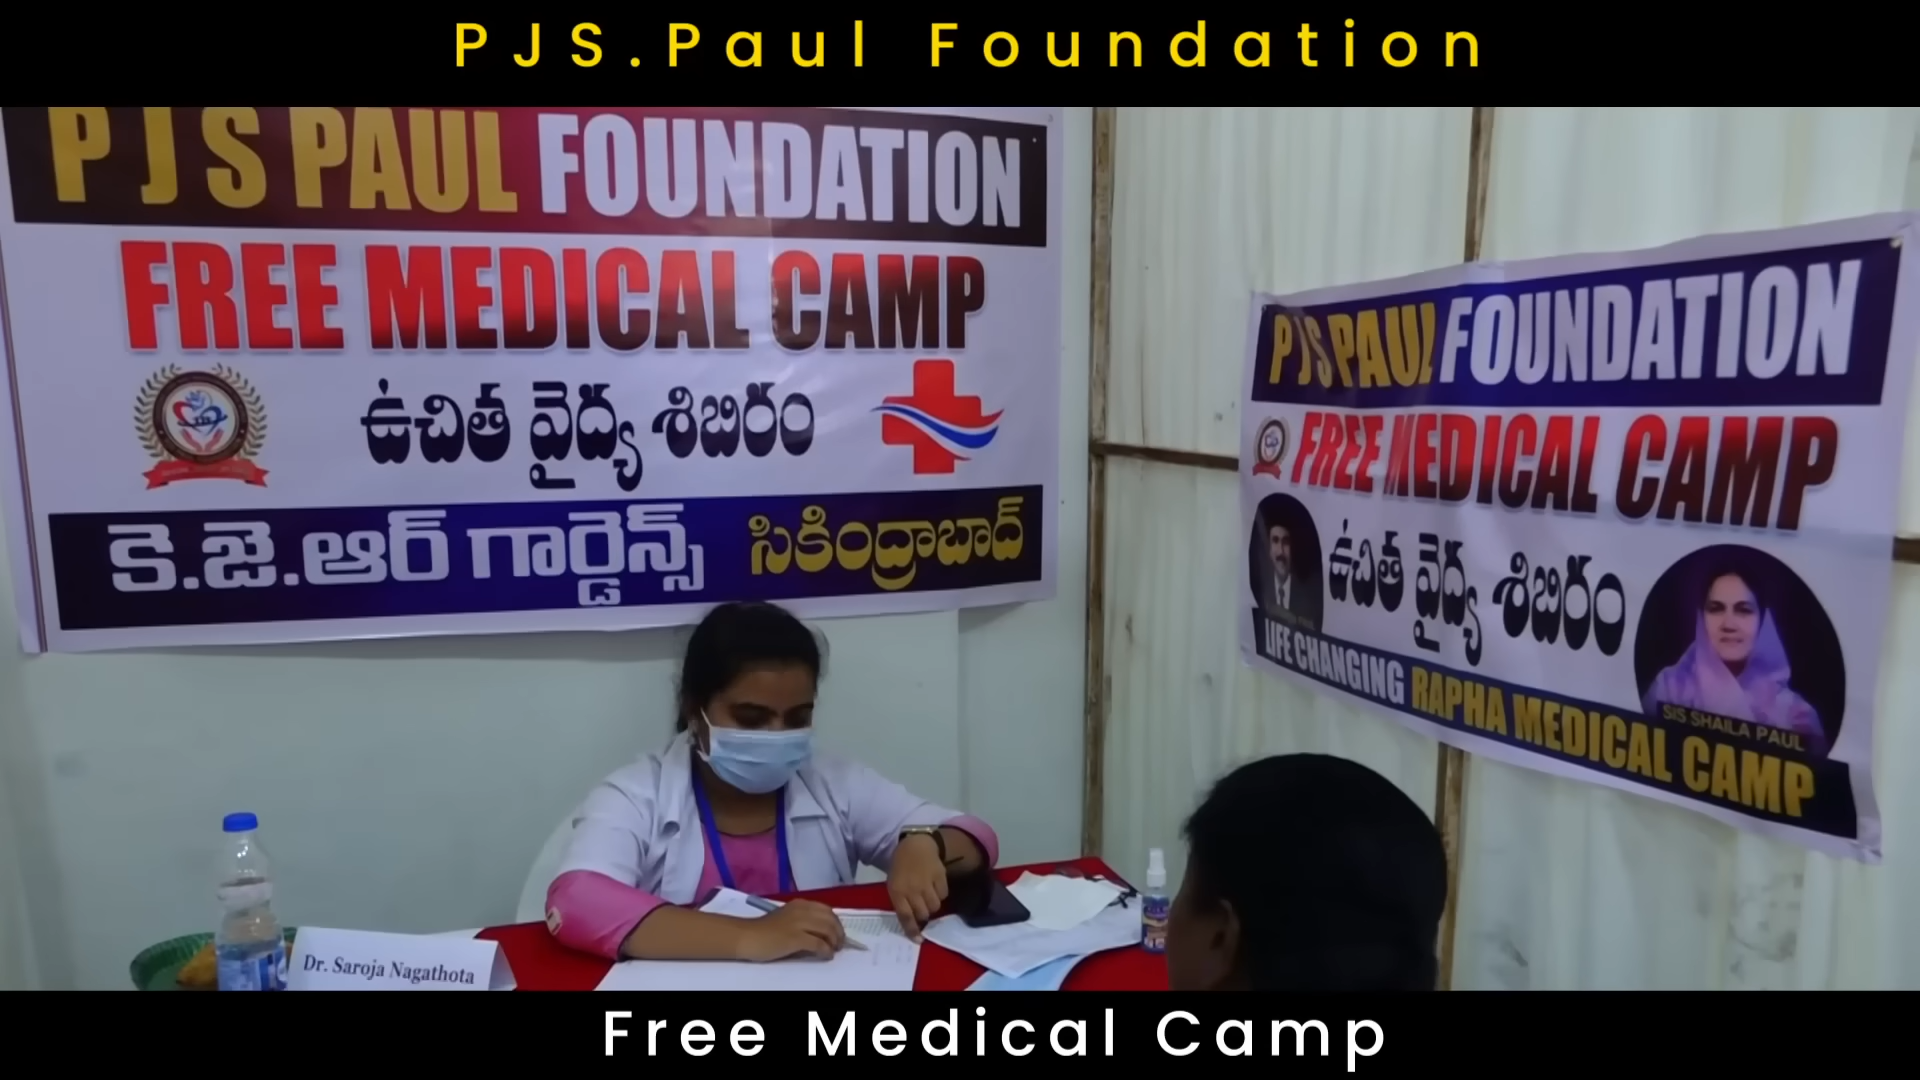 PJS.Paul Foundation
P J S PAUL FOUNDATION
FREE MEDICAL CAMP
ఉచిత వైద్య శిబిరం
కె.జె.ఆర్ గార్డెన్స్ సికింద్రాబాద్
P J S PAUL FOUNDATION
FREE MEDICAL CAMP
ఉచిత వైద్య శిబిరం
SIS SHAILA PAUL
LIFE CHANGING RAPHA MEDICAL CAMP
Dr. Saroja Nagathota
Free Medical Camp